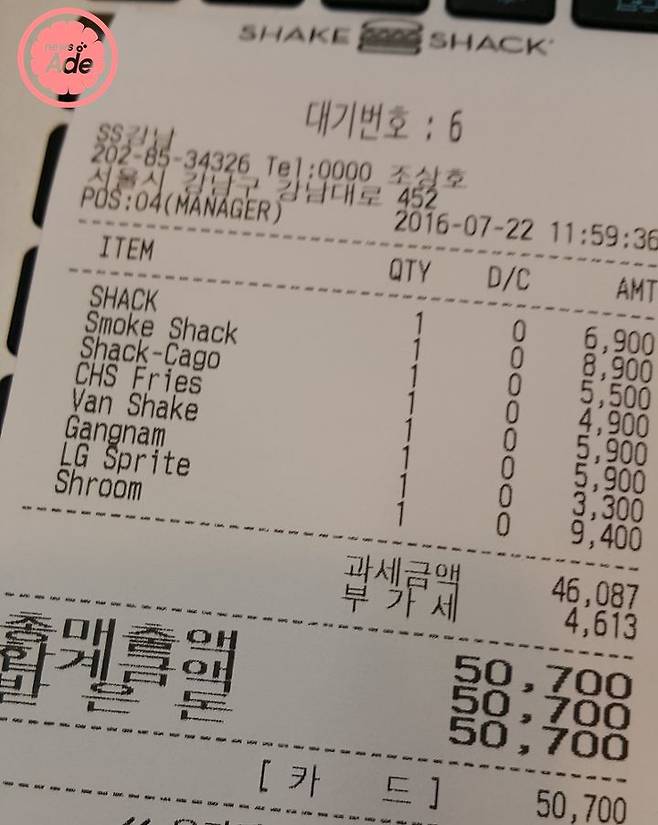 news Ade
SHAKE SHACK
대기번호 : 6
SS강남
202-85-34326 Tel:0000 조상호
서울시 강남구 강남대로 452
POS:04(MANAGER) 2016-07-22 11:59:36
ITEM QTY D/C AMT
SHACK 1 0 6,900
Smoke Shack 1 0 8,900
Shack-Cago 1 0 5,500
CHS Fries 1 0 4,900
Van Shake 1 0 5,900
Gangnam 1 0 5,900
LG Sprite 1 0 3,300
Shroom 1 0 9,400
과세금액 46,087
부 가 세 4,613
총매출액 50,700
합계금액 50,700
받 은 돈 50,700
[ 카 드 ] 50,700